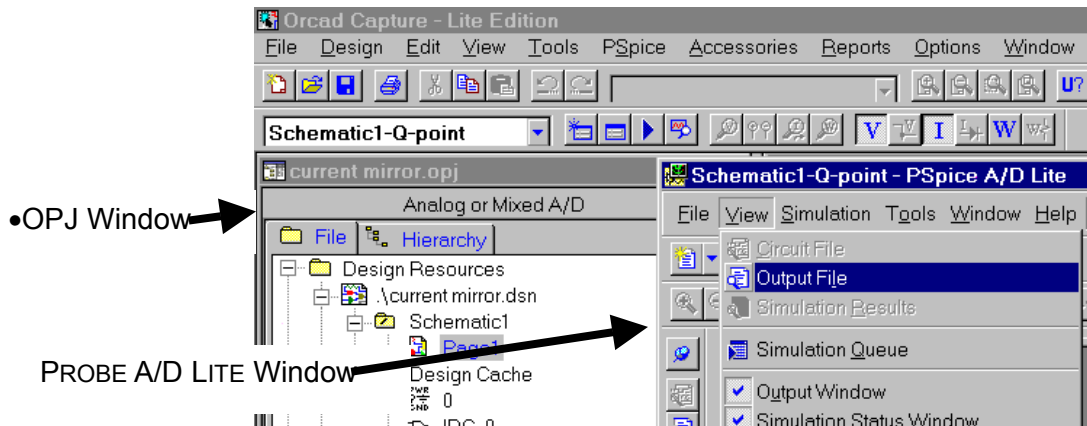 Orcad Capture - Lite Edition
File Design Edit View Tools PSpice Accessories Reports Options Window
U?
Schematic1-Q-point
V I W
current mirror.opj
Analog or Mixed A/D
File Hierarchy
Design Resources
.\current mirror.dsn
Schematic1
Page1
Design Cache
0
•OPJ Window
PROBE A/D LITE Window
Schematic1-Q-point - PSpice A/D Lite
File View Simulation Tools Window Help
Circuit File
Output File
Simulation Results
Simulation Queue
Output Window
Simulation Status Window